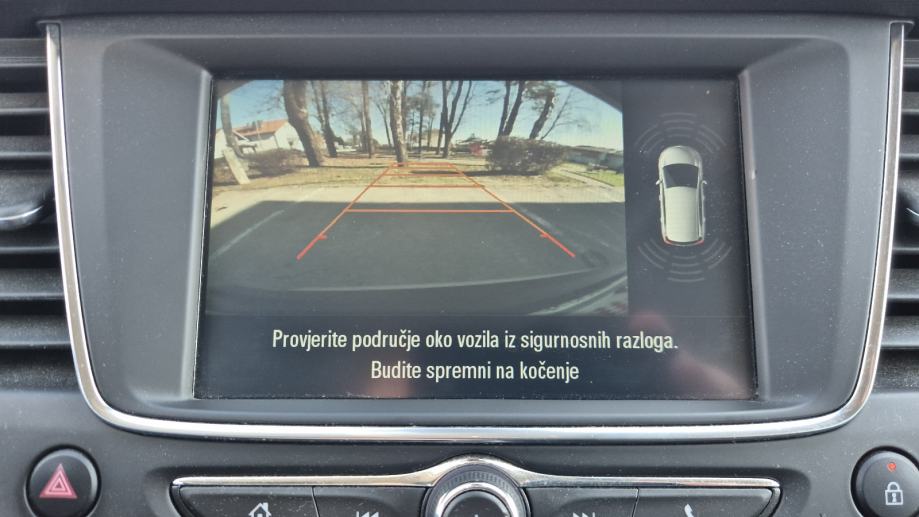 Provjerite područje oko vozila iz sigurnosnih razloga.
Budite spremni na kočenje